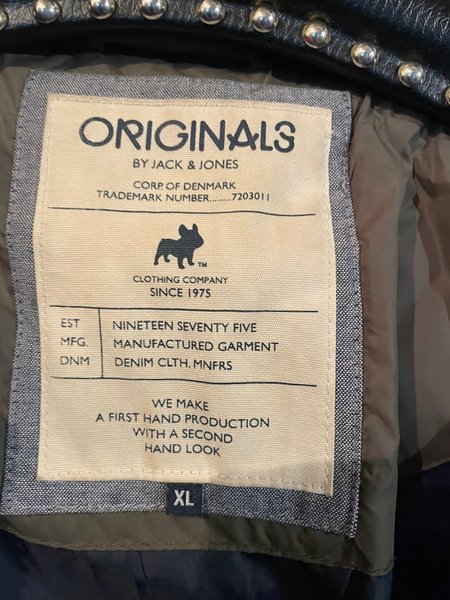 ORIGINALS
BY JACK & JONES
CORP. OF DENMARK
TRADEMARK NUMBER.........7203011
TM
CLOTHING COMPANY
SINCE 1975
EST NINETEEN SEVENTY FIVE
MFG. MANUFACTURED GARMENT
DNM DENIM CLTH. MNFRS
WE MAKE
A FIRST HAND PRODUCTION
WITH A SECOND
HAND LOOK
XL